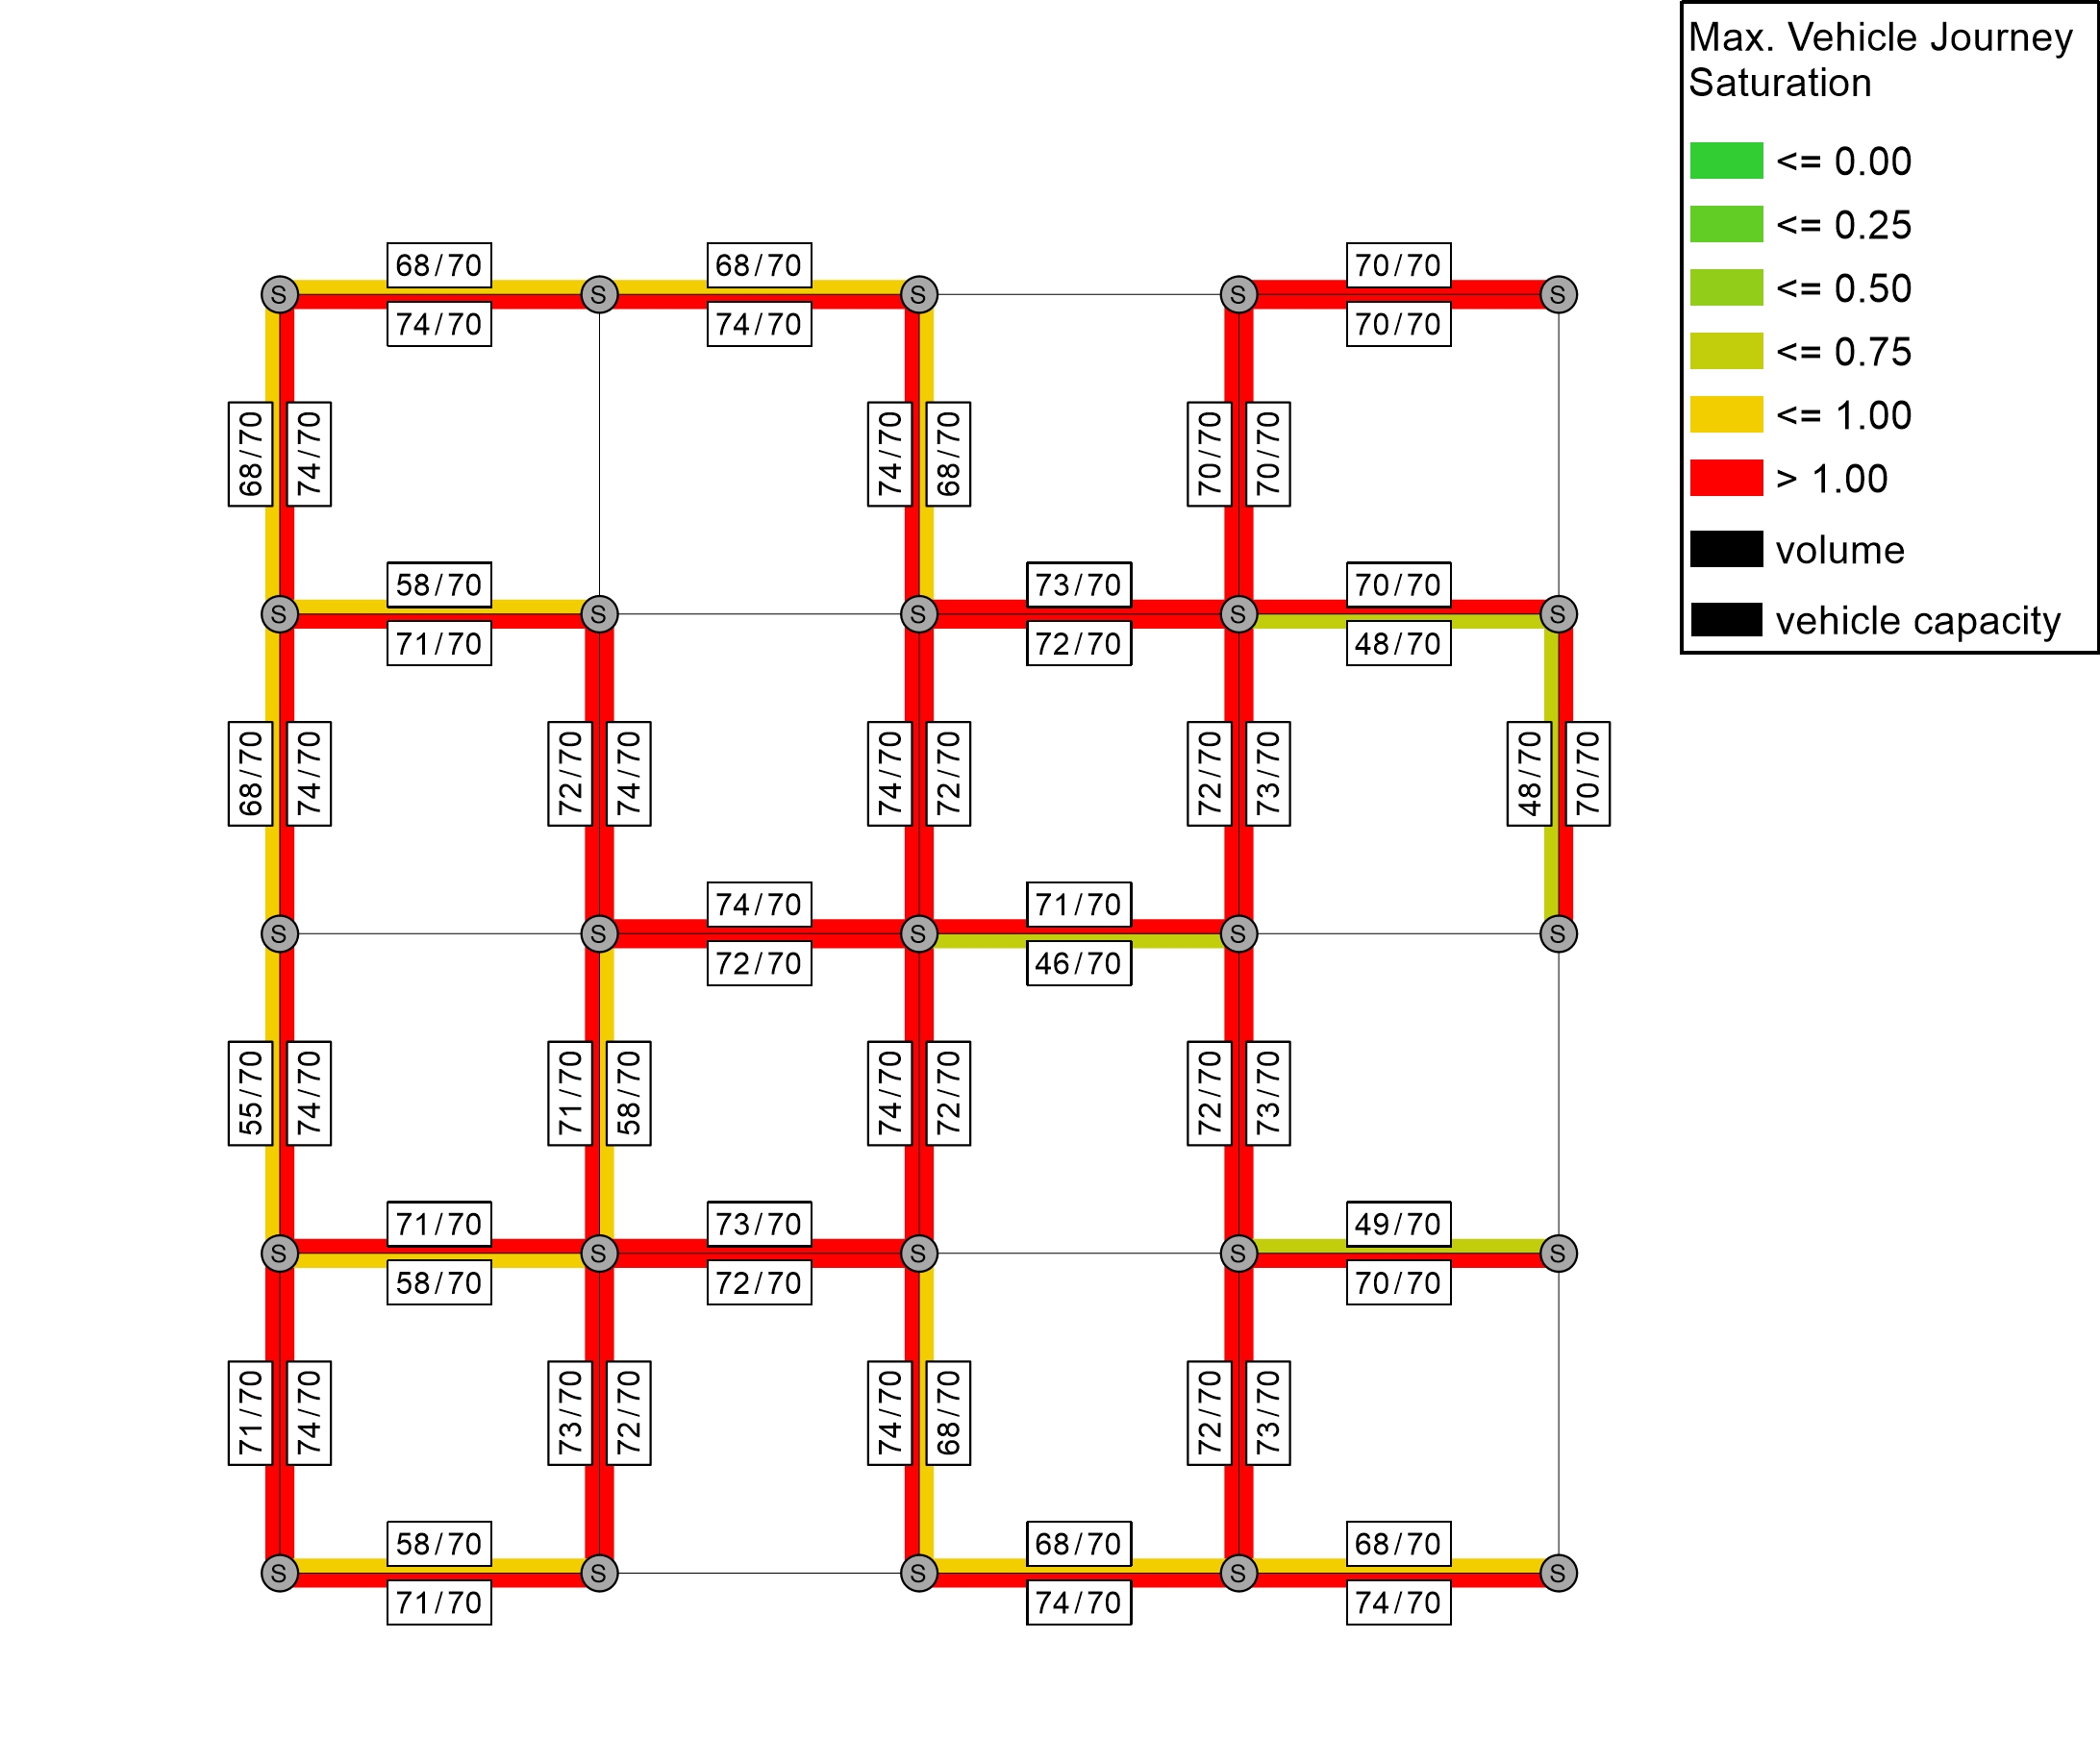 Max. Vehicle Journey
Saturation
<= 0.00
<= 0.25
<= 0.50
<= 0.75
<= 1.00
> 1.00
volume
vehicle capacity
68/70 68/70 70/70
S S S S S
74/70 74/70 70/70
68/70 74/70 74/70 68/70 70/70 70/70
58/70 73/70 70/70
S S S S S
71/70 72/70 48/70
68/70 74/70 72/70 74/70 74/70 72/70 72/70 73/70 48/70 70/70
74/70 71/70
S S S S S
72/70 46/70
55/70 74/70 71/70 58/70 74/70 72/70 72/70 73/70
71/70 73/70 49/70
S S S S S
58/70 72/70 70/70
71/70 74/70 73/70 72/70 74/70 68/70 72/70 73/70
58/70 68/70 68/70
S S S S S
71/70 74/70 74/70